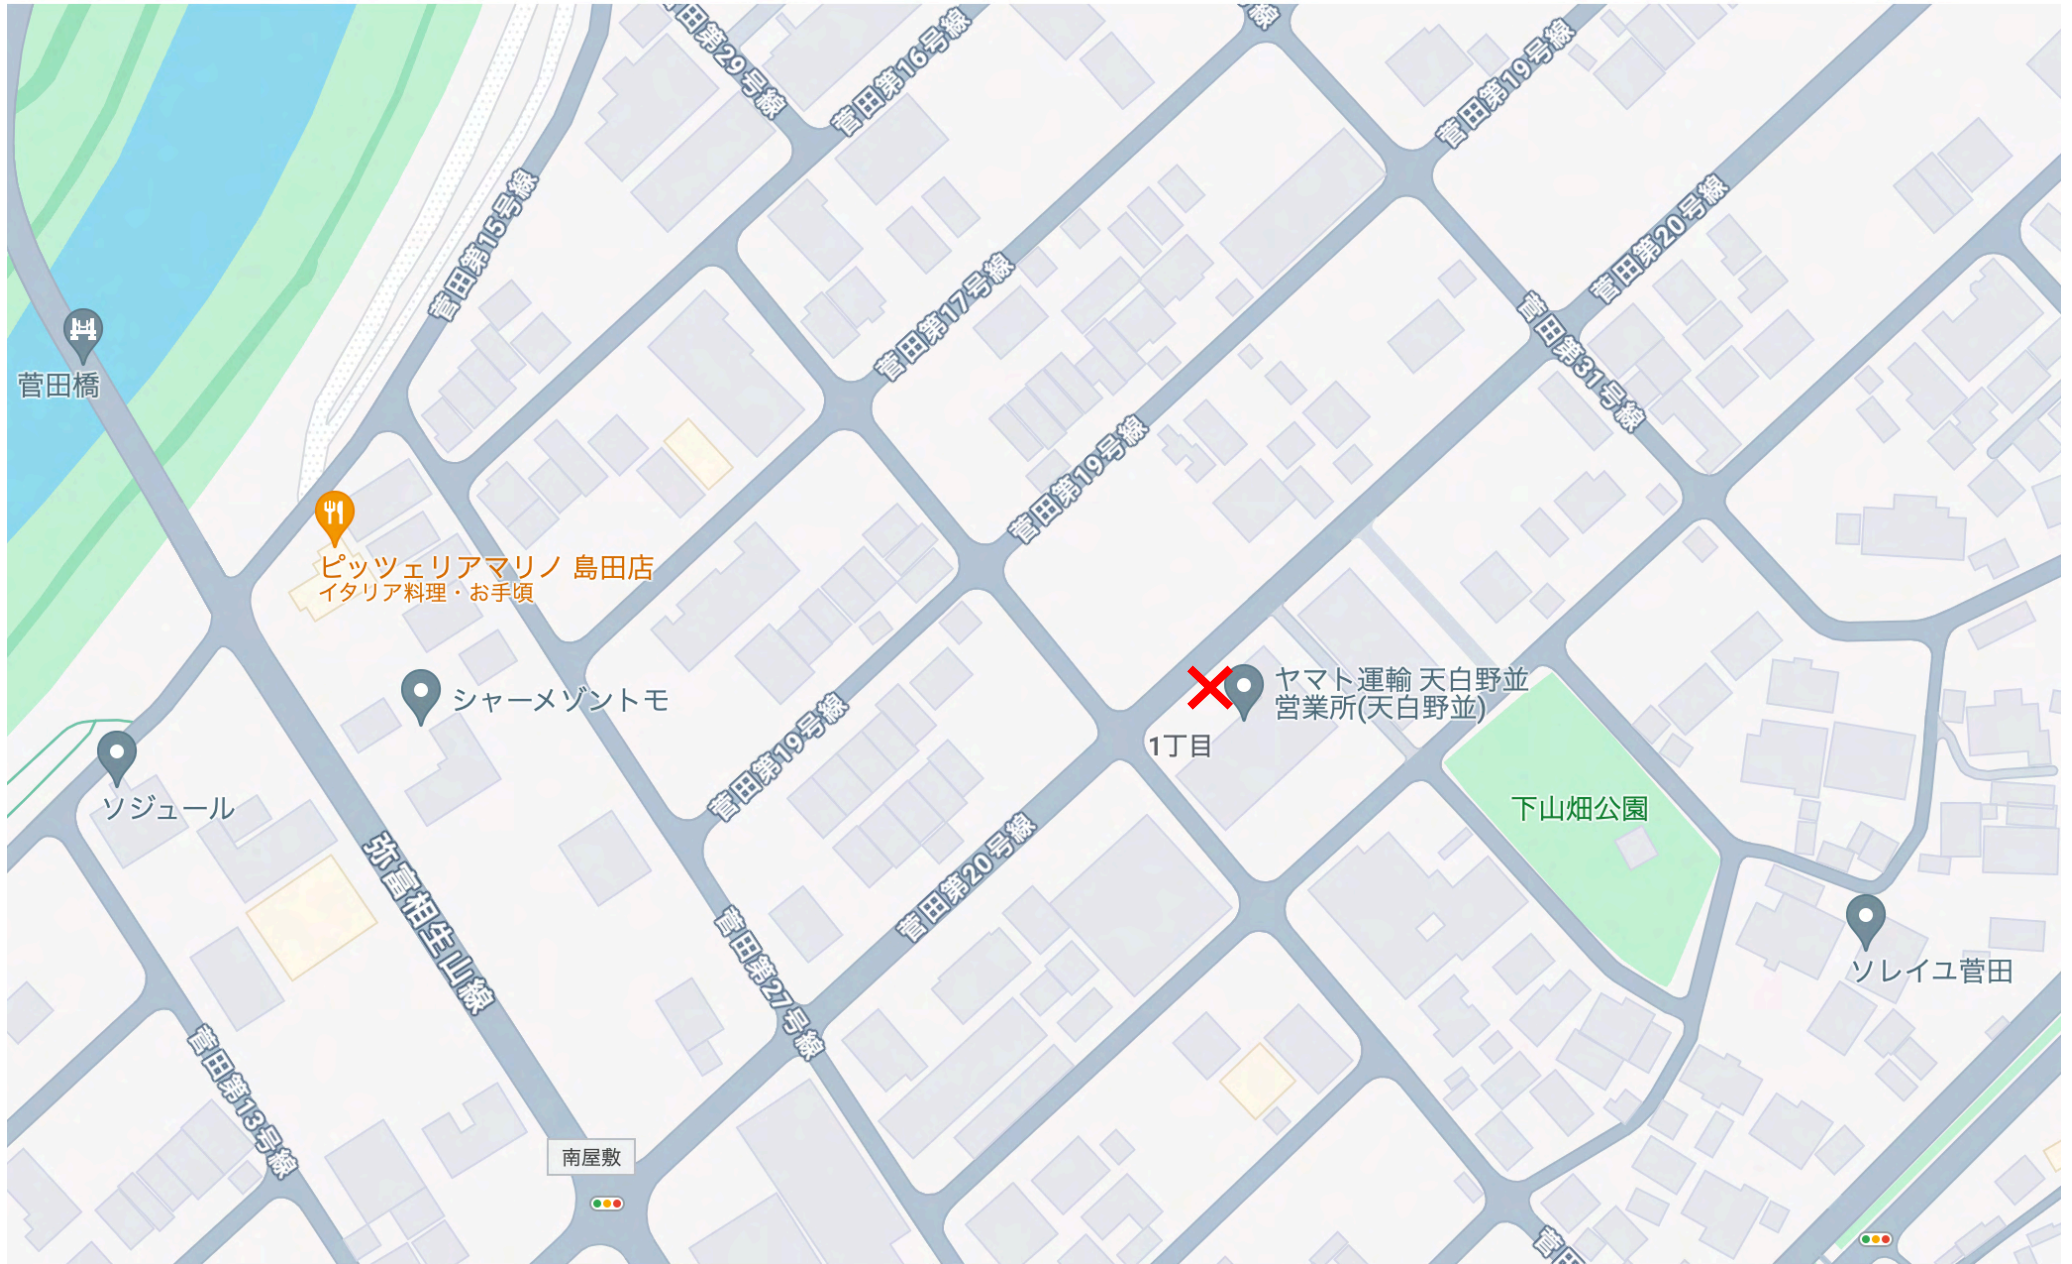 菅田第29号線
菅田第16号線
線
菅田第19号線
菅田第15号線
菅田第17号線
菅田第20号線
菅田第31号線
菅田橋
菅田第19号線
ピッツェリアマリノ 島田店
イタリア料理・お手頃
シャーメゾントモ
ヤマト運輸 天白野並
営業所(天白野並)
1丁目
菅田第19号線
ソジュール
下山畑公園
菅田第20号線
弥富相生山線
菅田第27号線
ソレイユ菅田
菅田第13号線
南屋敷
菅田